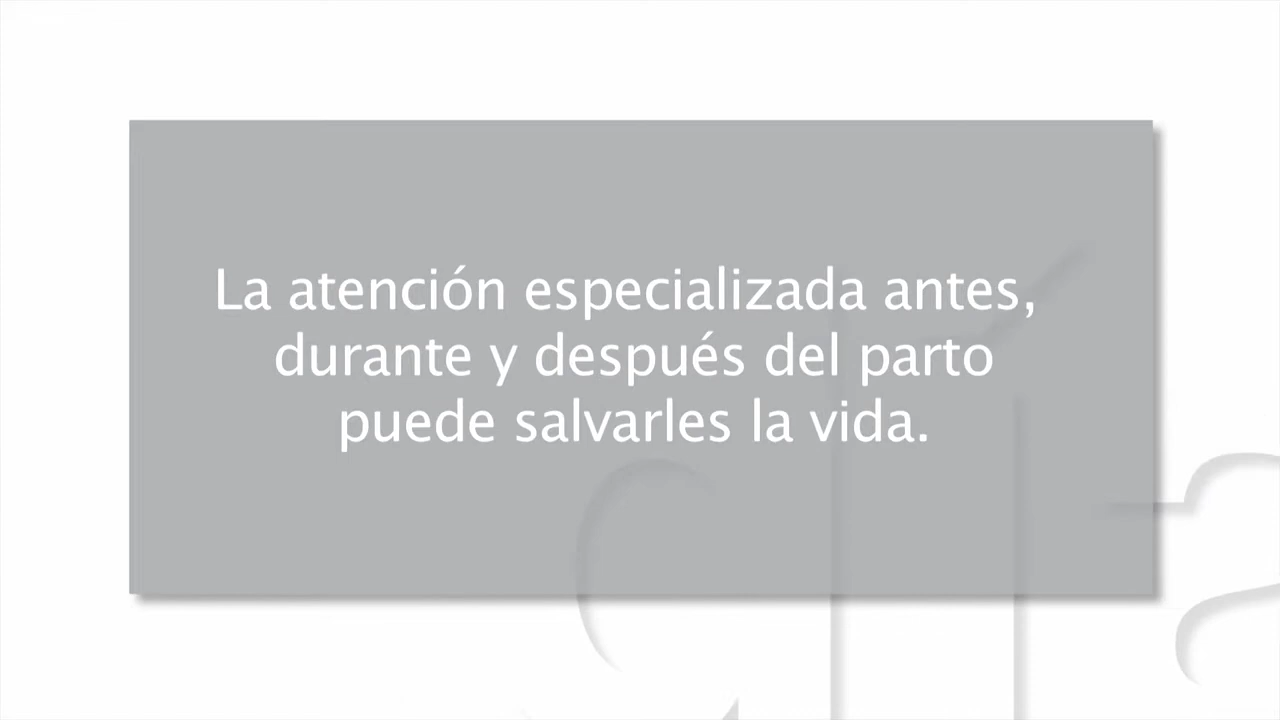 La atención especializada antes,
durante y después del parto
puede salvarles la vida.